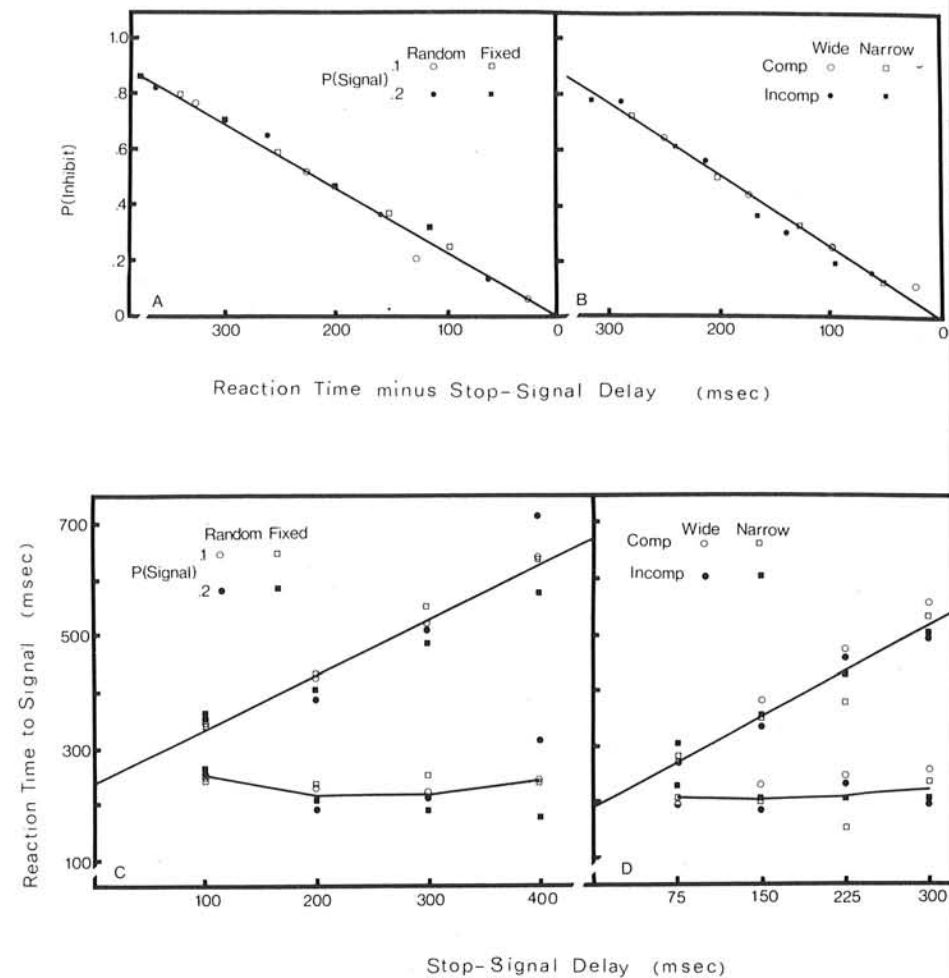 1.0
.8
.6
.4
.2
0
P(Inhibit)
Random Fixed
P(Signal) .1
.2
A
300 200 100 0
Wide Narrow
Comp
Incomp
B
300 200 100 0
Reaction Time minus Stop-Signal Delay (msec)
700
500
300
100
Reaction Time to Signal (msec)
Random Fixed
.1
P(Signal)
.2
C
100 200 300 400
Wide Narrow
Comp
Incomp
D
75 150 225 300
Stop-Signal Delay (msec)